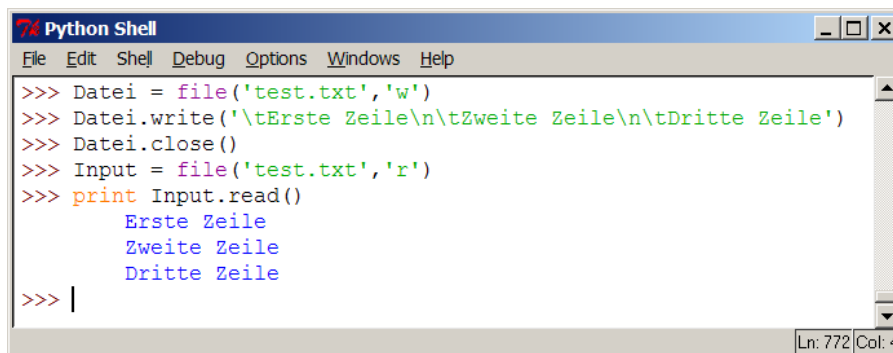 Python Shell
File Edit Shell Debug Options Windows Help
>>> Datei = file('test.txt','w')
>>> Datei.write('\tErste Zeile\n\tZweite Zeile\n\tDritte Zeile')
>>> Datei.close()
>>> Input = file('test.txt','r')
>>> print Input.read()
	Erste Zeile
	Zweite Zeile
	Dritte Zeile
>>>
Ln: 772 Col: